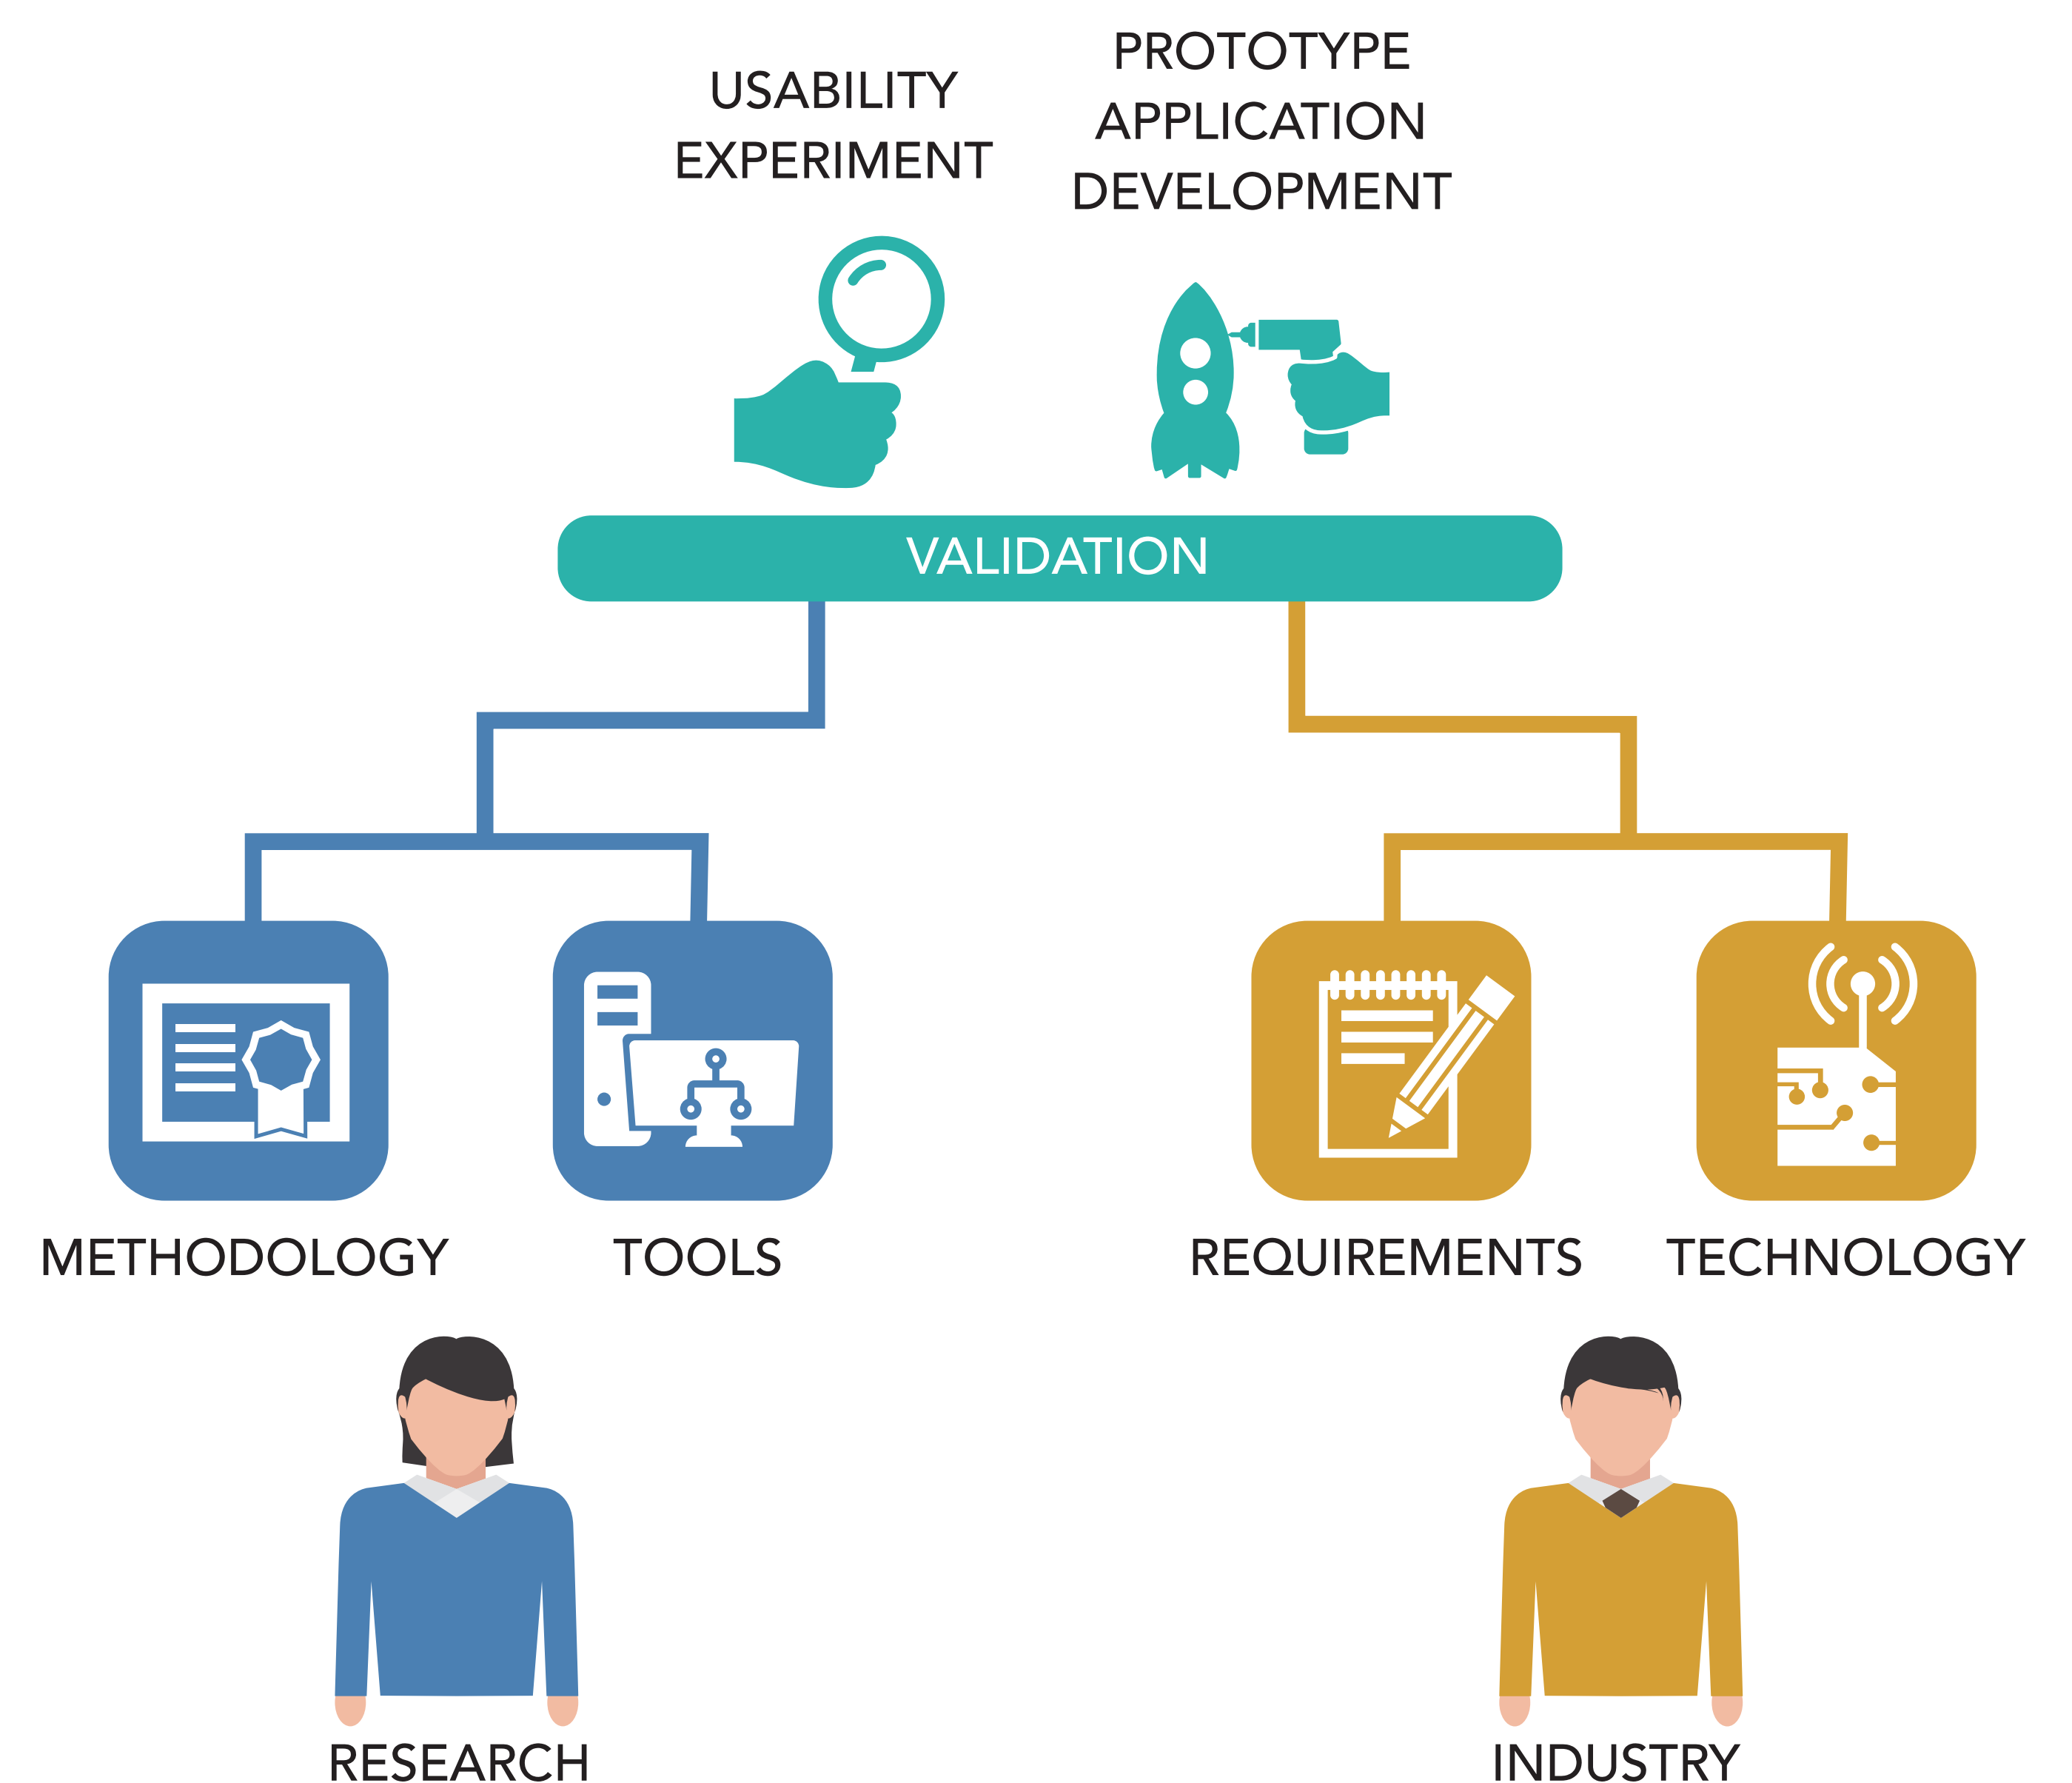 USABILITY
EXPERIMENT
PROTOTYPE
APPLICATION
DEVELOPMENT
VALIDATION
METHODOLOGY
TOOLS
REQUIREMENTS
TECHNOLOGY
RESEARCH
INDUSTRY